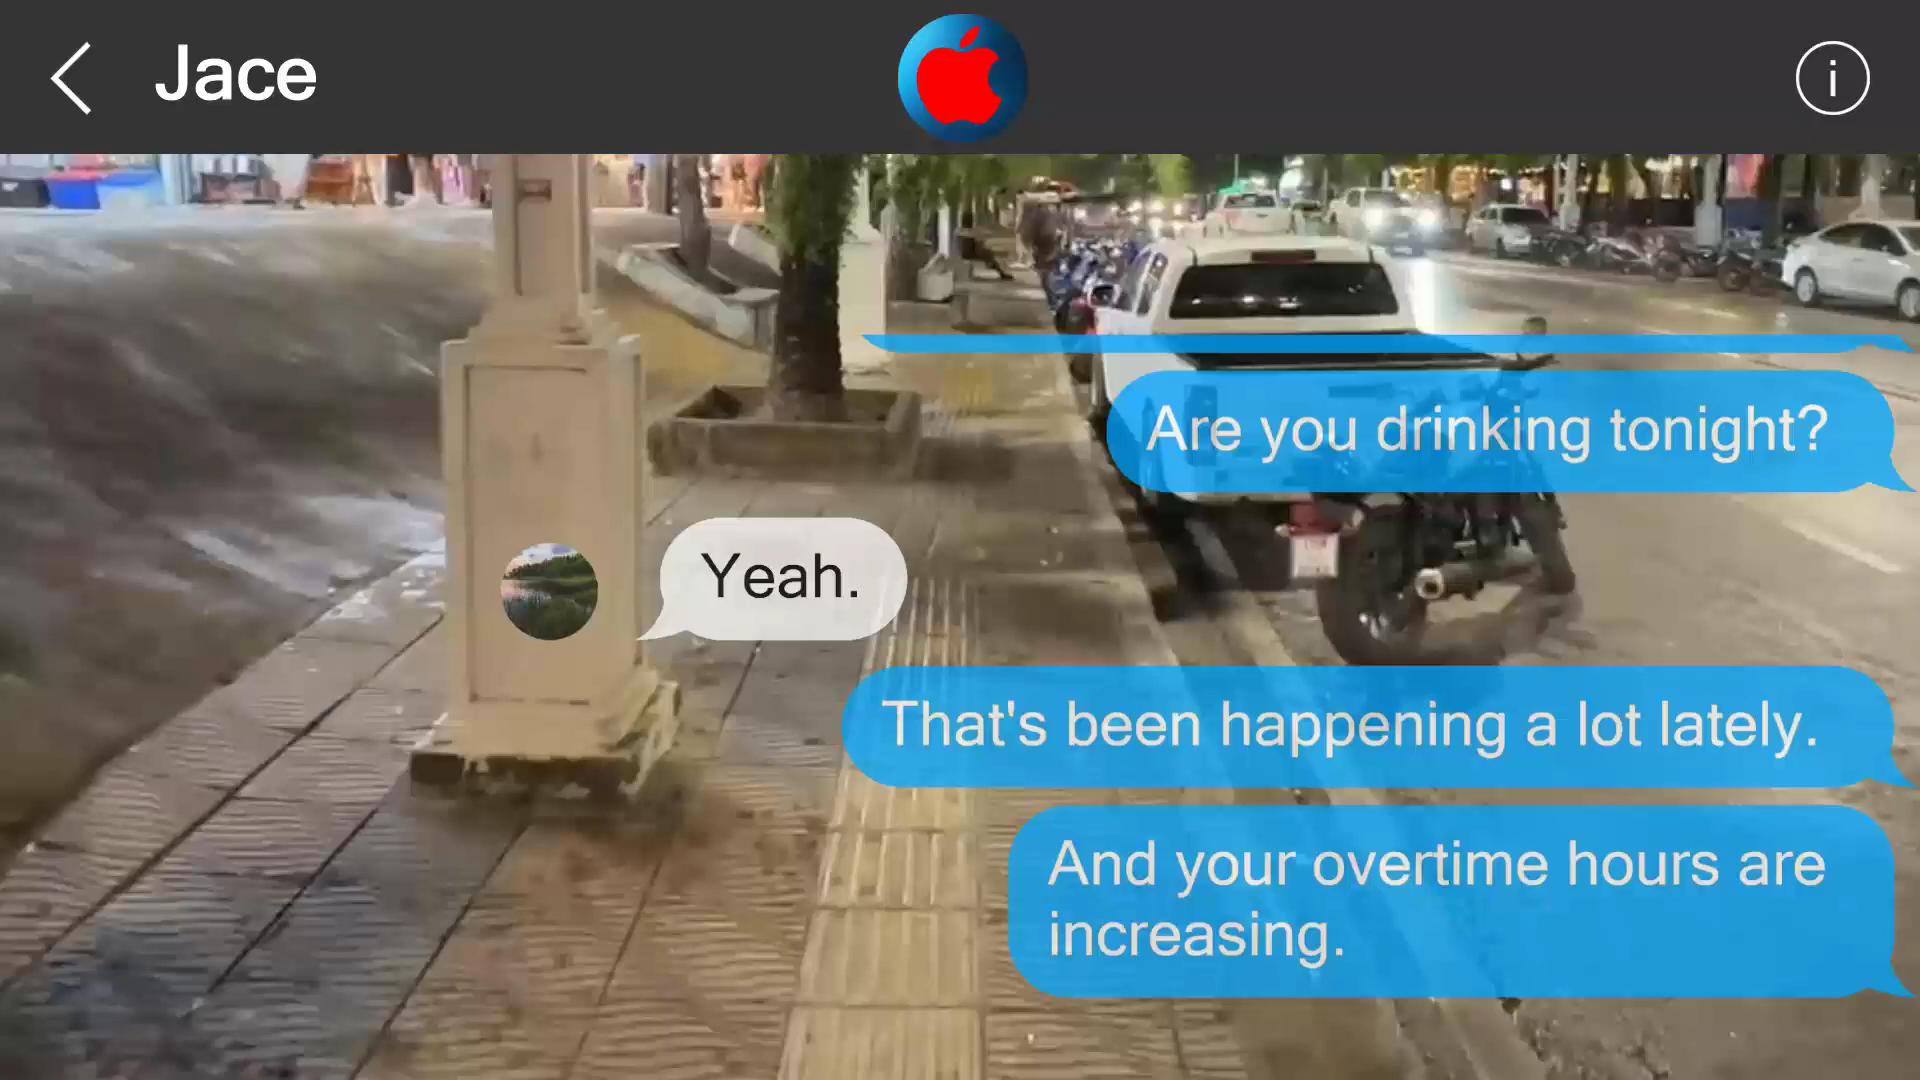 Jace
Are you drinking tonight?
Yeah.
That's been happening a lot lately.
And your overtime hours are
increasing.